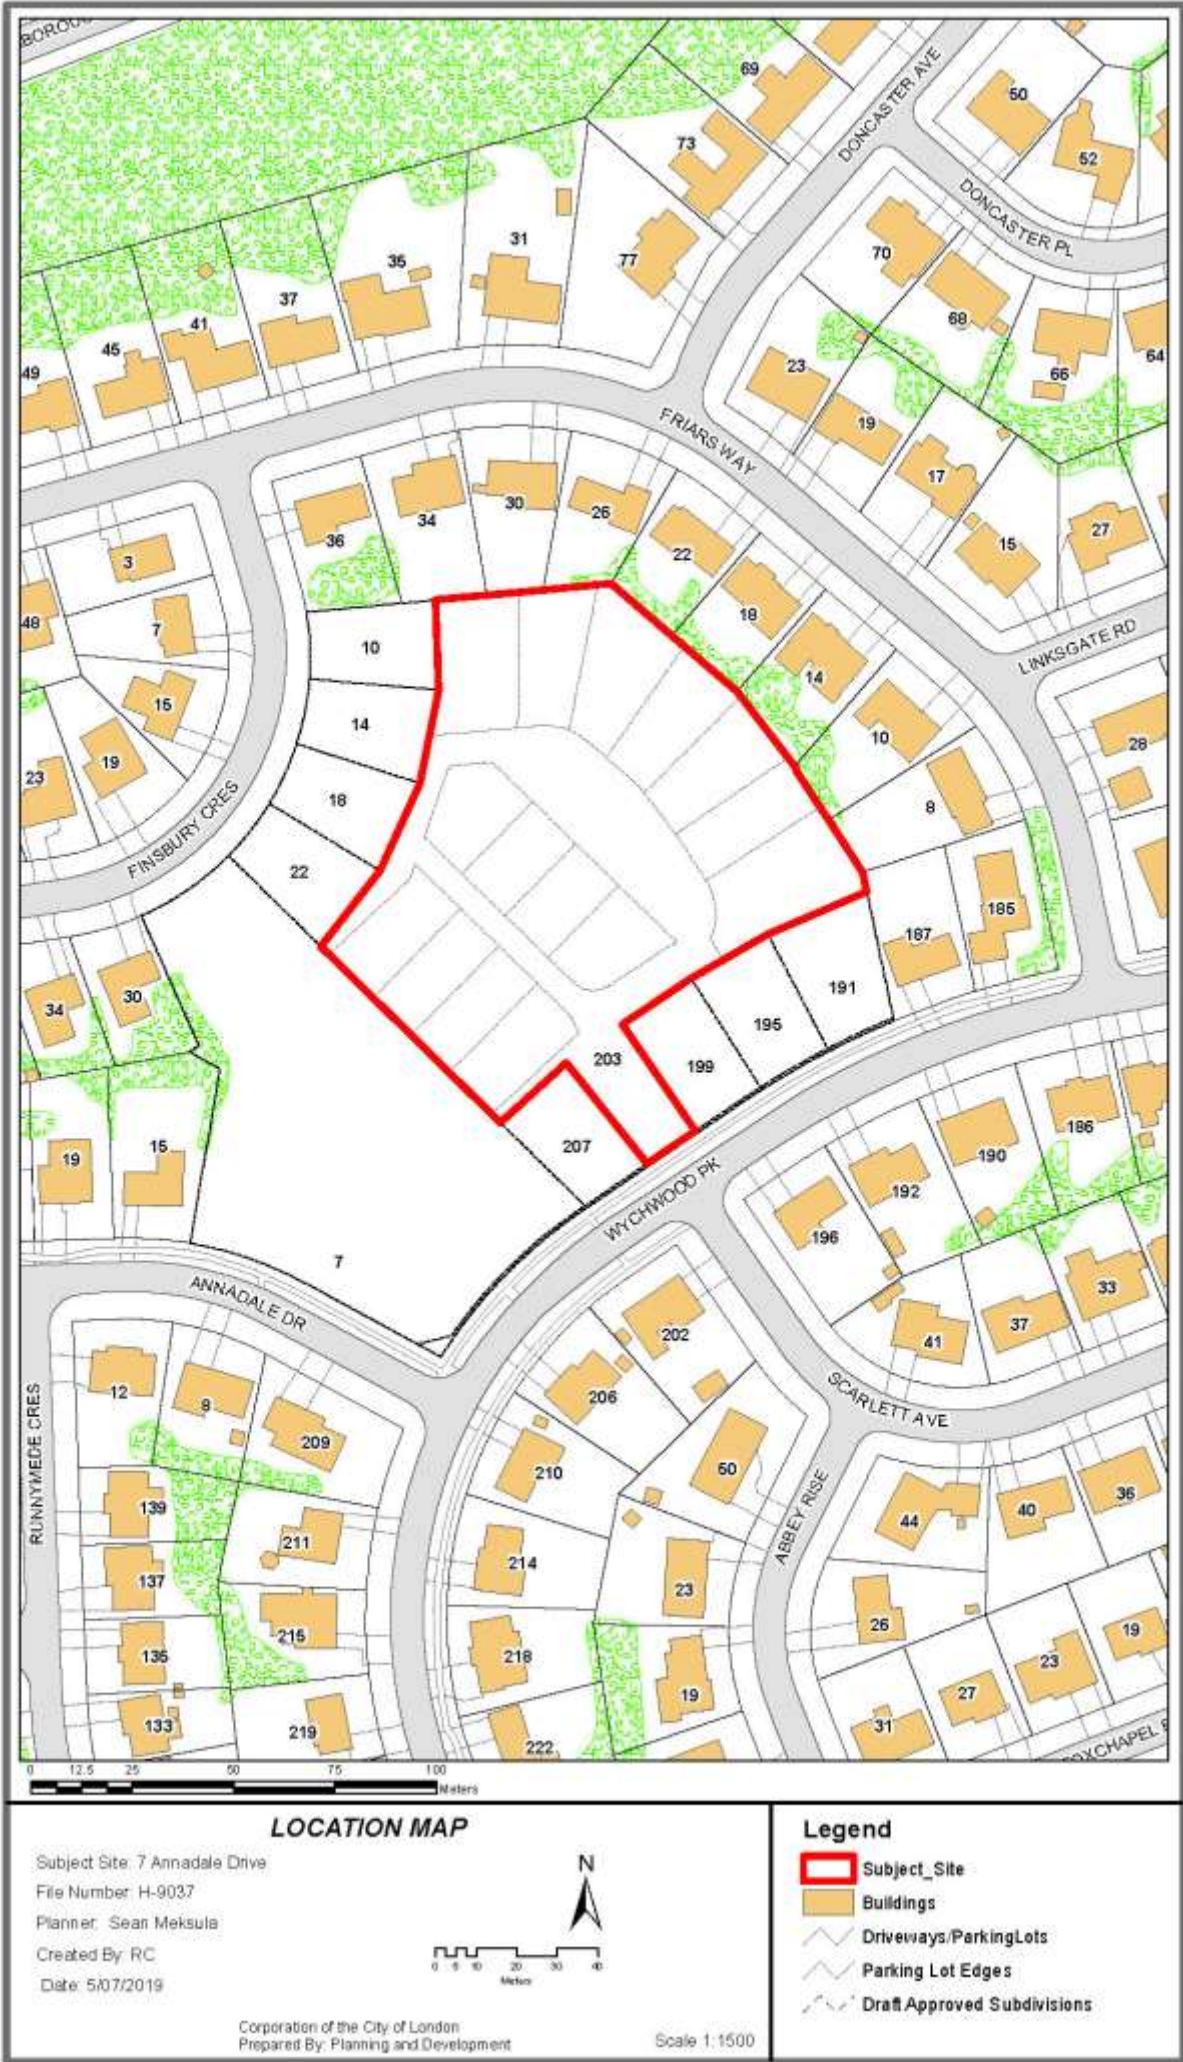 69
DONCASTER AVE
50
73
52
DONCASTER PL
31
77
70
35
37
68
41
45
64
49
23
66
FRIARS WAY
19
17
36
34
30
26
22
15
27
3
18
48
7
10
14
LINKSGATE RD
15
14
10
28
19
23
18
8
FINSBURY CRES
22
185
187
34
30
191
195
203
199
19
15
207
186
190
192
WYCHWOOD PK
196
7
ANNADALE DR
33
37
202
41
12
8
206
SCARLETT AVE
209
210
50
RUNNYMEDE CRES
139
ABBEY RISE
44
40
36
211
214
137
23
26
215
135
218
19
23
19
27
133
219
31
222
0 12.5 25 50 75 100
Meters
LOCATION MAP
Subject Site: 7 Annadale Drive
File Number: H-9037
Planner: Sean Meksula
Created By: RC
Date: 5/07/2019
N
0 5 10 20 30 40
Meters
Corporation of the City of London
Prepared By: Planning and Development
Scale 1:1500
Legend
Subject_Site
Buildings
Driveways/ParkingLots
Parking Lot Edges
Draft Approved Subdivisions